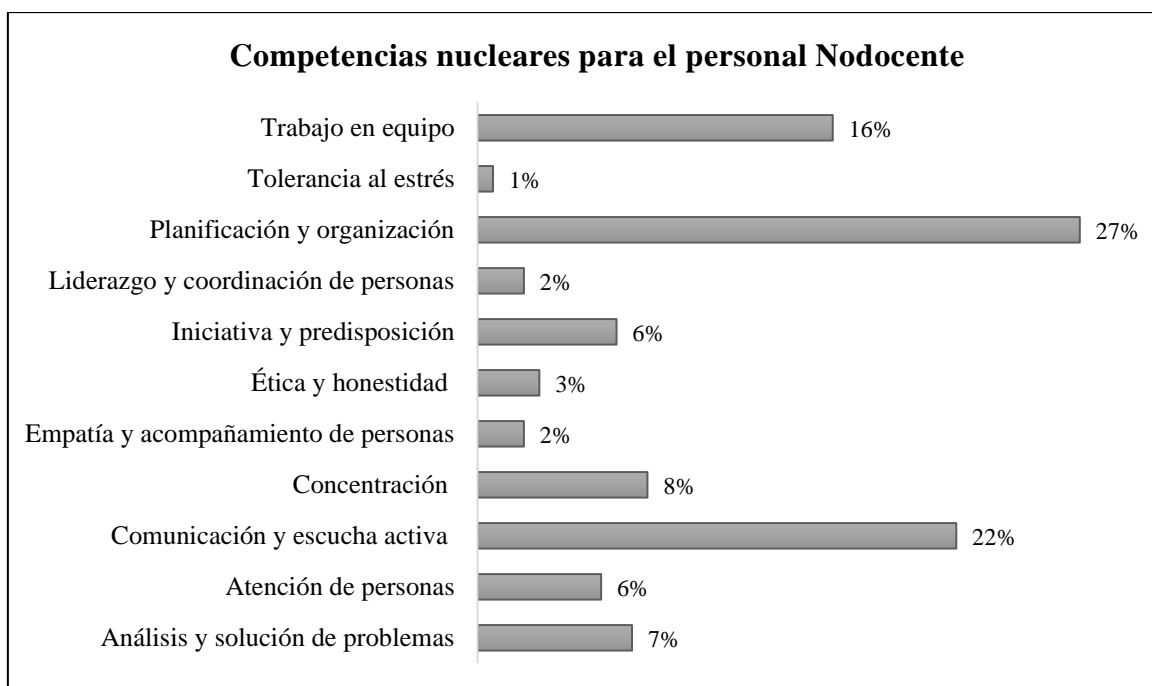 Competencias nucleares para el personal Nodocente
Trabajo en equipo 16%
Tolerancia al estrés 1%
Planificación y organización 27%
Liderazgo y coordinación de personas 2%
Iniciativa y predisposición 6%
Ética y honestidad 3%
Empatía y acompañamiento de personas 2%
Concentración 8%
Comunicación y escucha activa 22%
Atención de personas 6%
Análisis y solución de problemas 7%